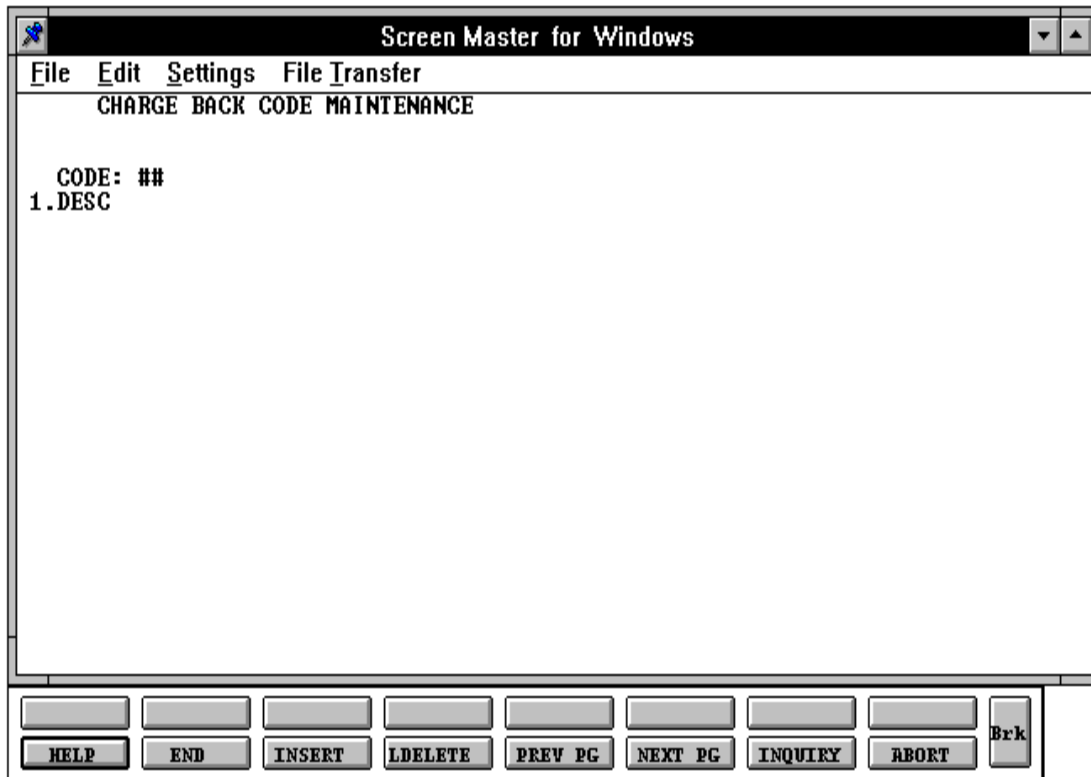 Screen Master for Windows
File Edit Settings File Transfer
CHARGE BACK CODE MAINTENANCE
CODE: ##
1.DESC
Brk
HELP END INSERT LDELETE PREV PG NEXT PG INQUIRY ABORT